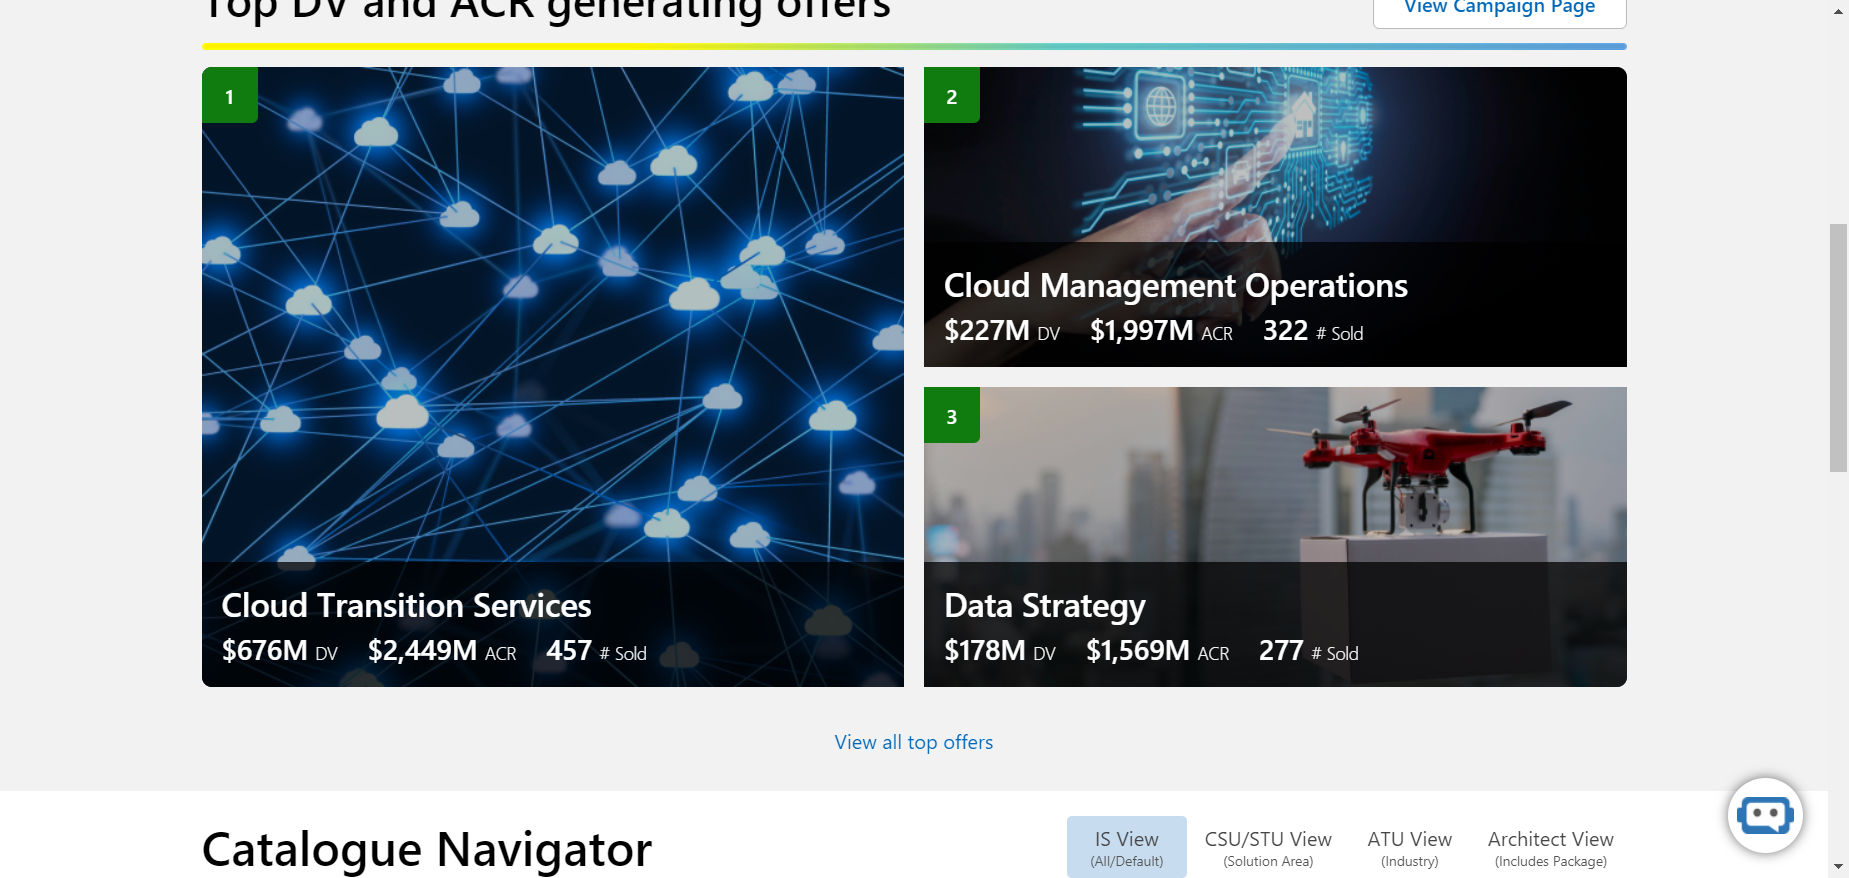 Top DV and ACR generating offers
View Campaign Page
1
Cloud Transition Services
$676M DV $2,449M ACR 457 # Sold
2
Cloud Management Operations
$227M DV $1,997M ACR 322 # Sold
3
Data Strategy
$178M DV $1,569M ACR 277 # Sold
View all top offers
Catalogue Navigator
IS View
(All/Default)
CSU/STU View
(Solution Area)
ATU View
(Industry)
Architect View
(Includes Package)